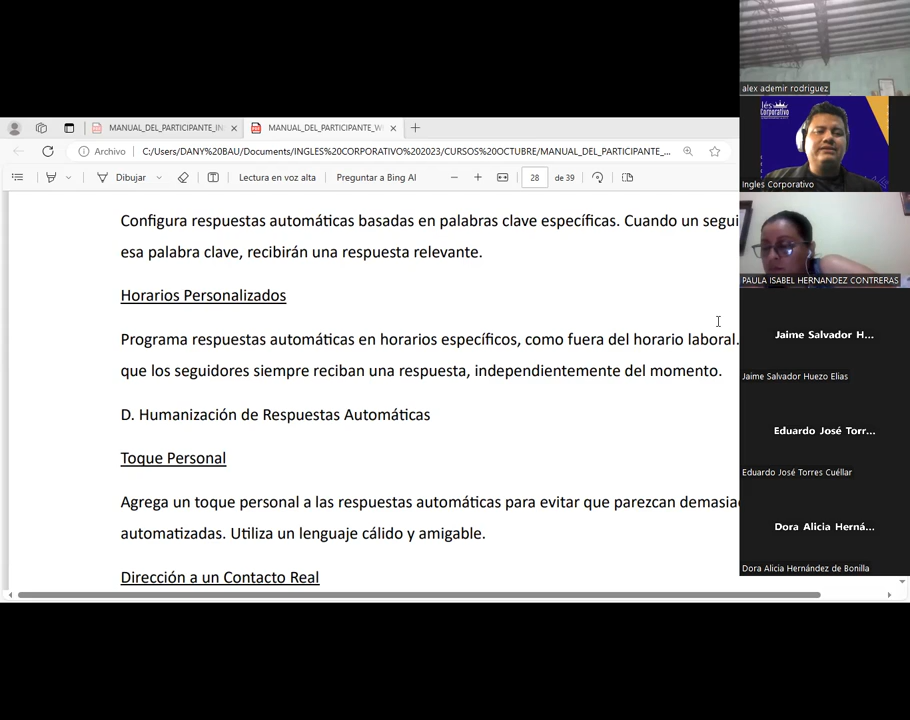 alex ademir rodriguez
MANUAL_DEL_PARTICIPANTE_IN
MANUAL_DEL_PARTICIPANTE_W
Archivo
C:/Users/DANY%20BAU/Documents/INGLES%20CORPORATIVO%202023/CURSOS%20OCTUBRE/MANUAL_DEL_PARTICIPANTE_...
Dibujar
Lectura en voz alta
Preguntar a Bing AI
28
de 39
Configura respuestas automáticas basadas en palabras clave específicas. Cuando un segui
esa palabra clave, recibirán una respuesta relevante.
Horarios Personalizados
Programa respuestas automáticas en horarios específicos, como fuera del horario laboral.
que los seguidores siempre reciban una respuesta, independientemente del momento.
D. Humanización de Respuestas Automáticas
Toque Personal
Agrega un toque personal a las respuestas automáticas para evitar que parezcan demasiad
automatizadas. Utiliza un lenguaje cálido y amigable.
Dirección a un Contacto Real
Inglés
Corporativo
Ingles Corporativo
PAULA ISABEL HERNANDEZ CONTRERAS
Jaime Salvador H...
Jaime Salvador Huezo Elias
Eduardo José Torr...
Eduardo José Torres Cuéllar
Dora Alicia Herná...
Dora Alicia Hernández de Bonilla